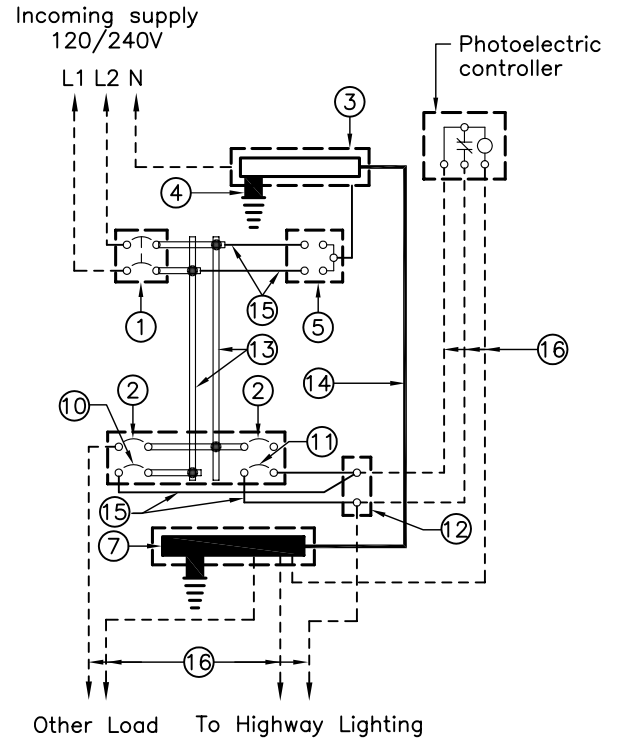 Incoming supply
120/240V
L1 L2 N
Photoelectric
controller
3
4
1
15
5
13
16
14
2
2
10
11
15
12
7
16
Other Load
To Highway Lighting